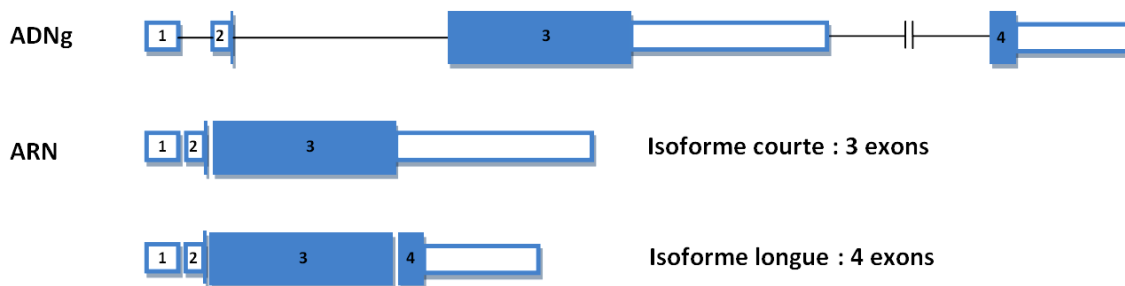 ADNg 1 2 3 4
ARN 1 2 3 Isoforme courte : 3 exons
1 2 3 4 Isoforme longue : 4 exons